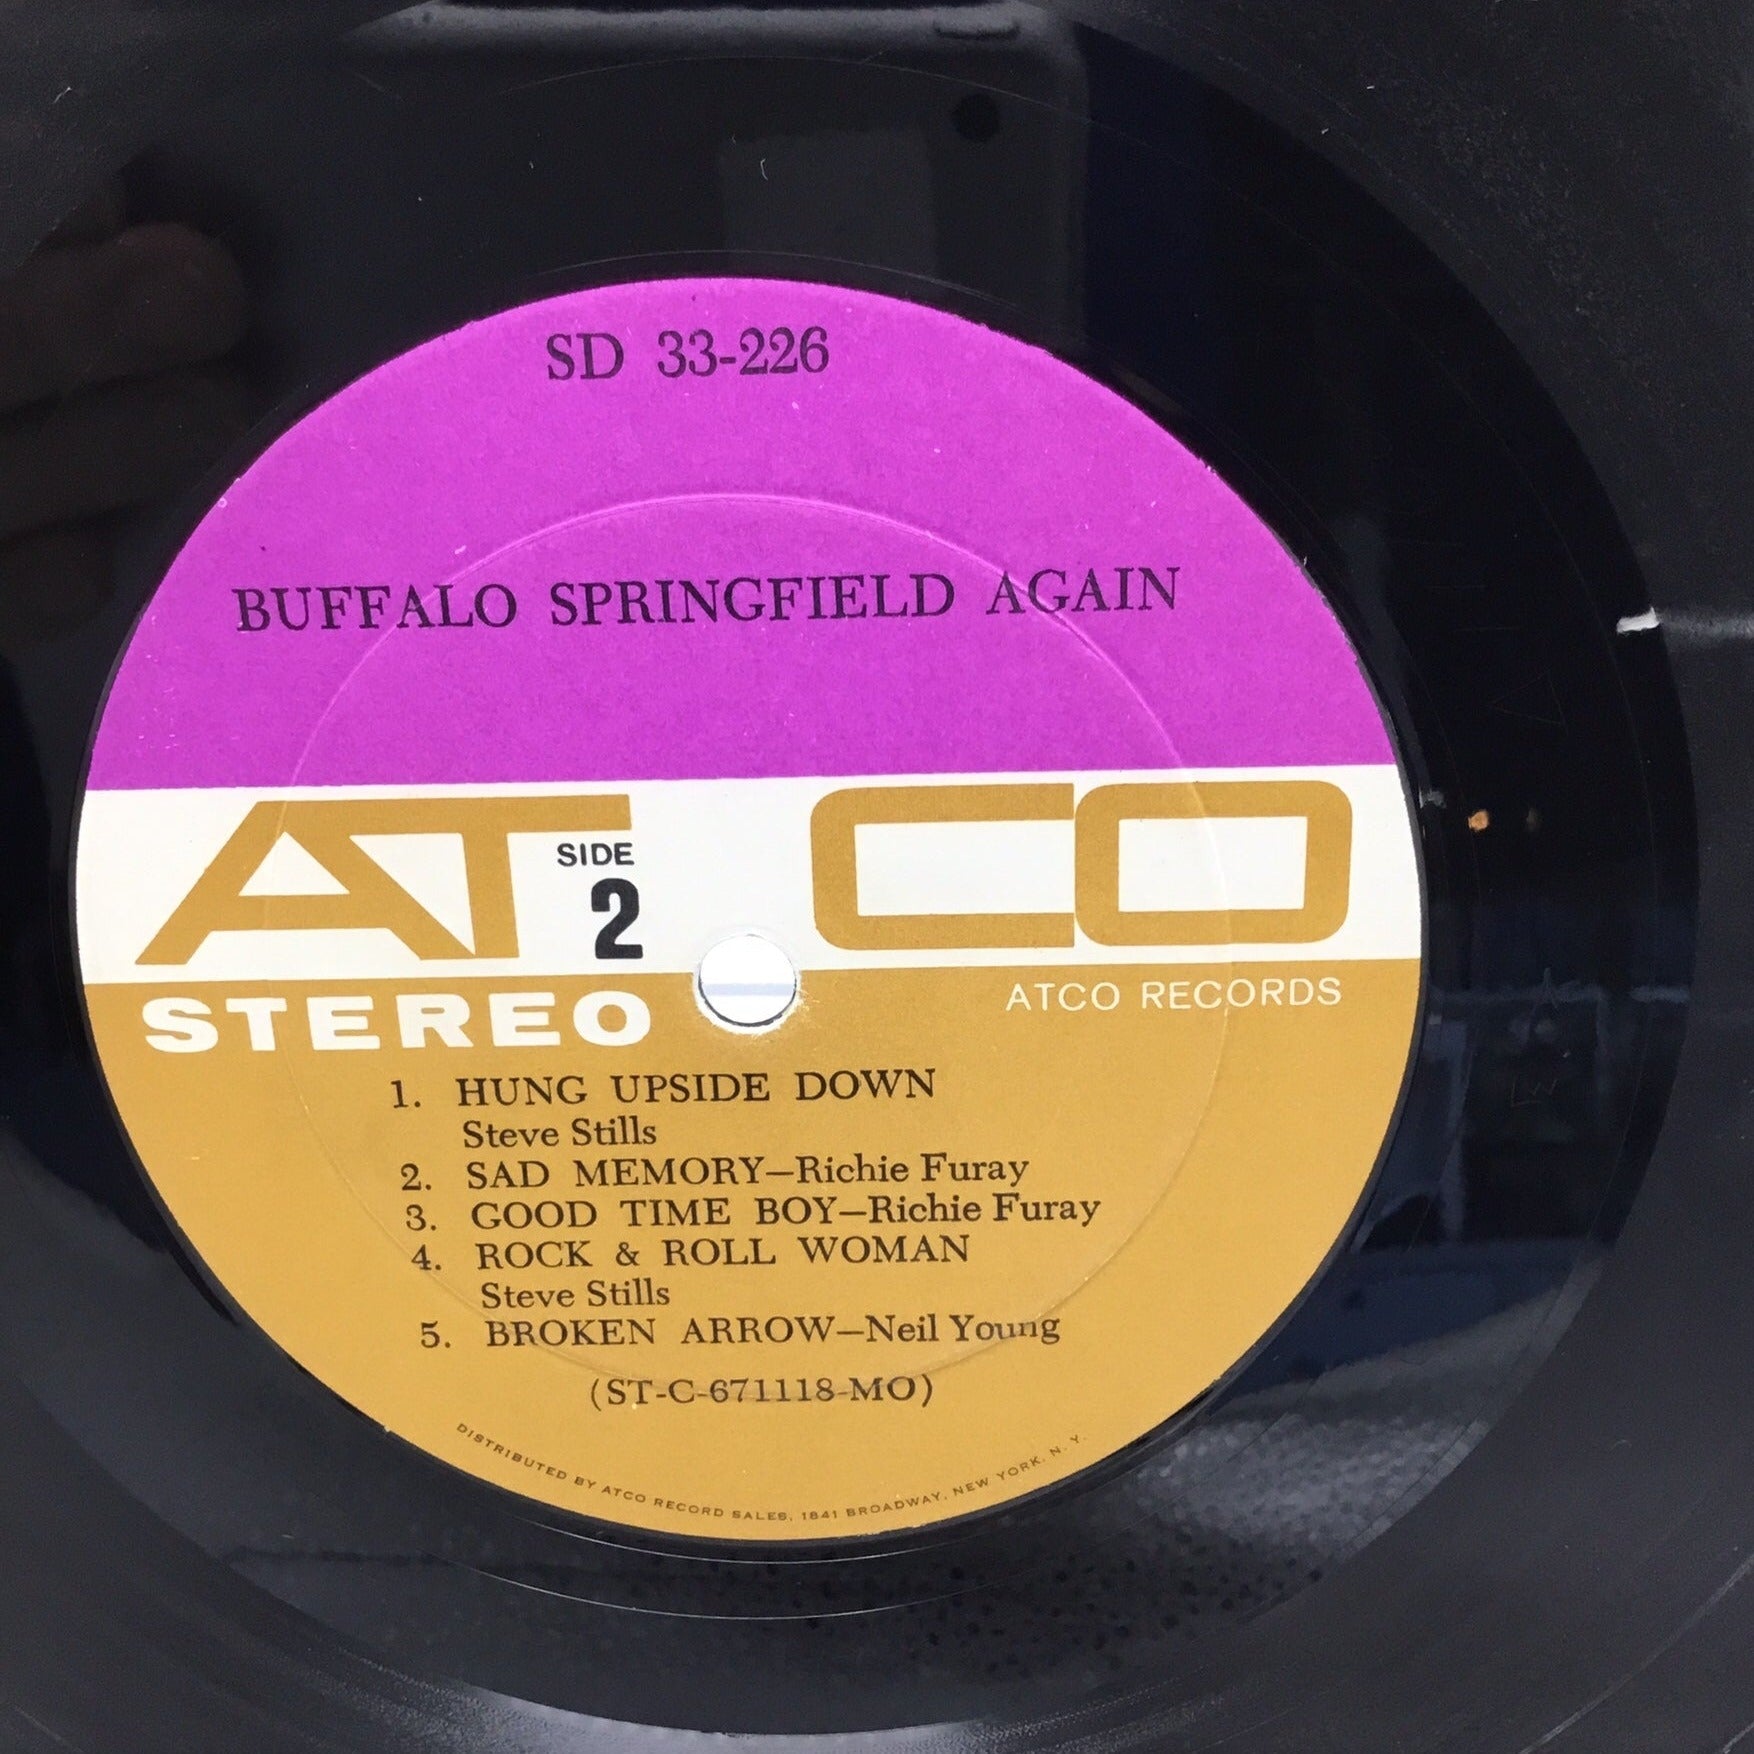 SD 33-226
BUFFALO SPRINGFIELD AGAIN
ATCO
SIDE
2
STEREO
ATCO RECORDS
1. HUNG UPSIDE DOWN
Steve Stills
2. SAD MEMORY—Richie Furay
3. GOOD TIME BOY—Richie Furay
4. ROCK & ROLL WOMAN
Steve Stills
5. BROKEN ARROW—Neil Young
(ST-C-671118-MO)
DISTRIBUTED BY ATCO RECORD SALES, 1841 BROADWAY, NEW YORK, N. Y.
LW